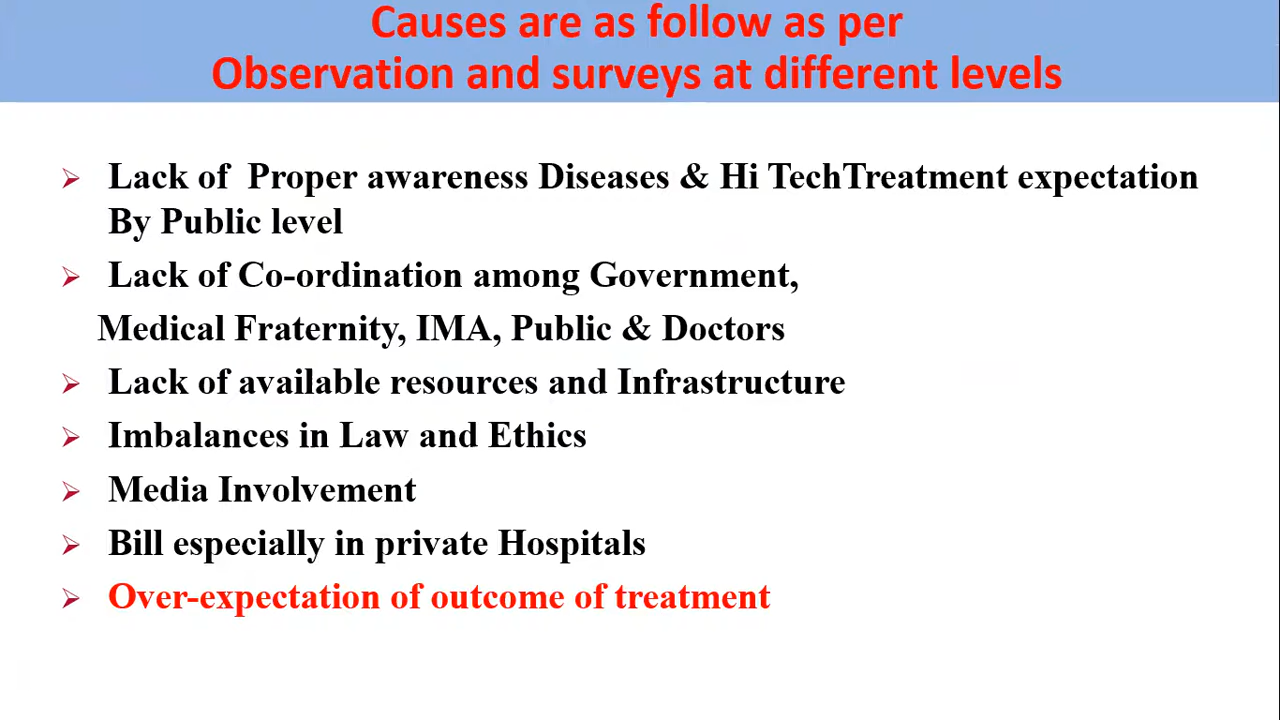 Causes are as follow as per
Observation and surveys at different levels
Lack of Proper awareness Diseases & Hi TechTreatment expectation
By Public level
Lack of Co-ordination among Government,
Medical Fraternity, IMA, Public & Doctors
Lack of available resources and Infrastructure
Imbalances in Law and Ethics
Media Involvement
Bill especially in private Hospitals
Over-expectation of outcome of treatment